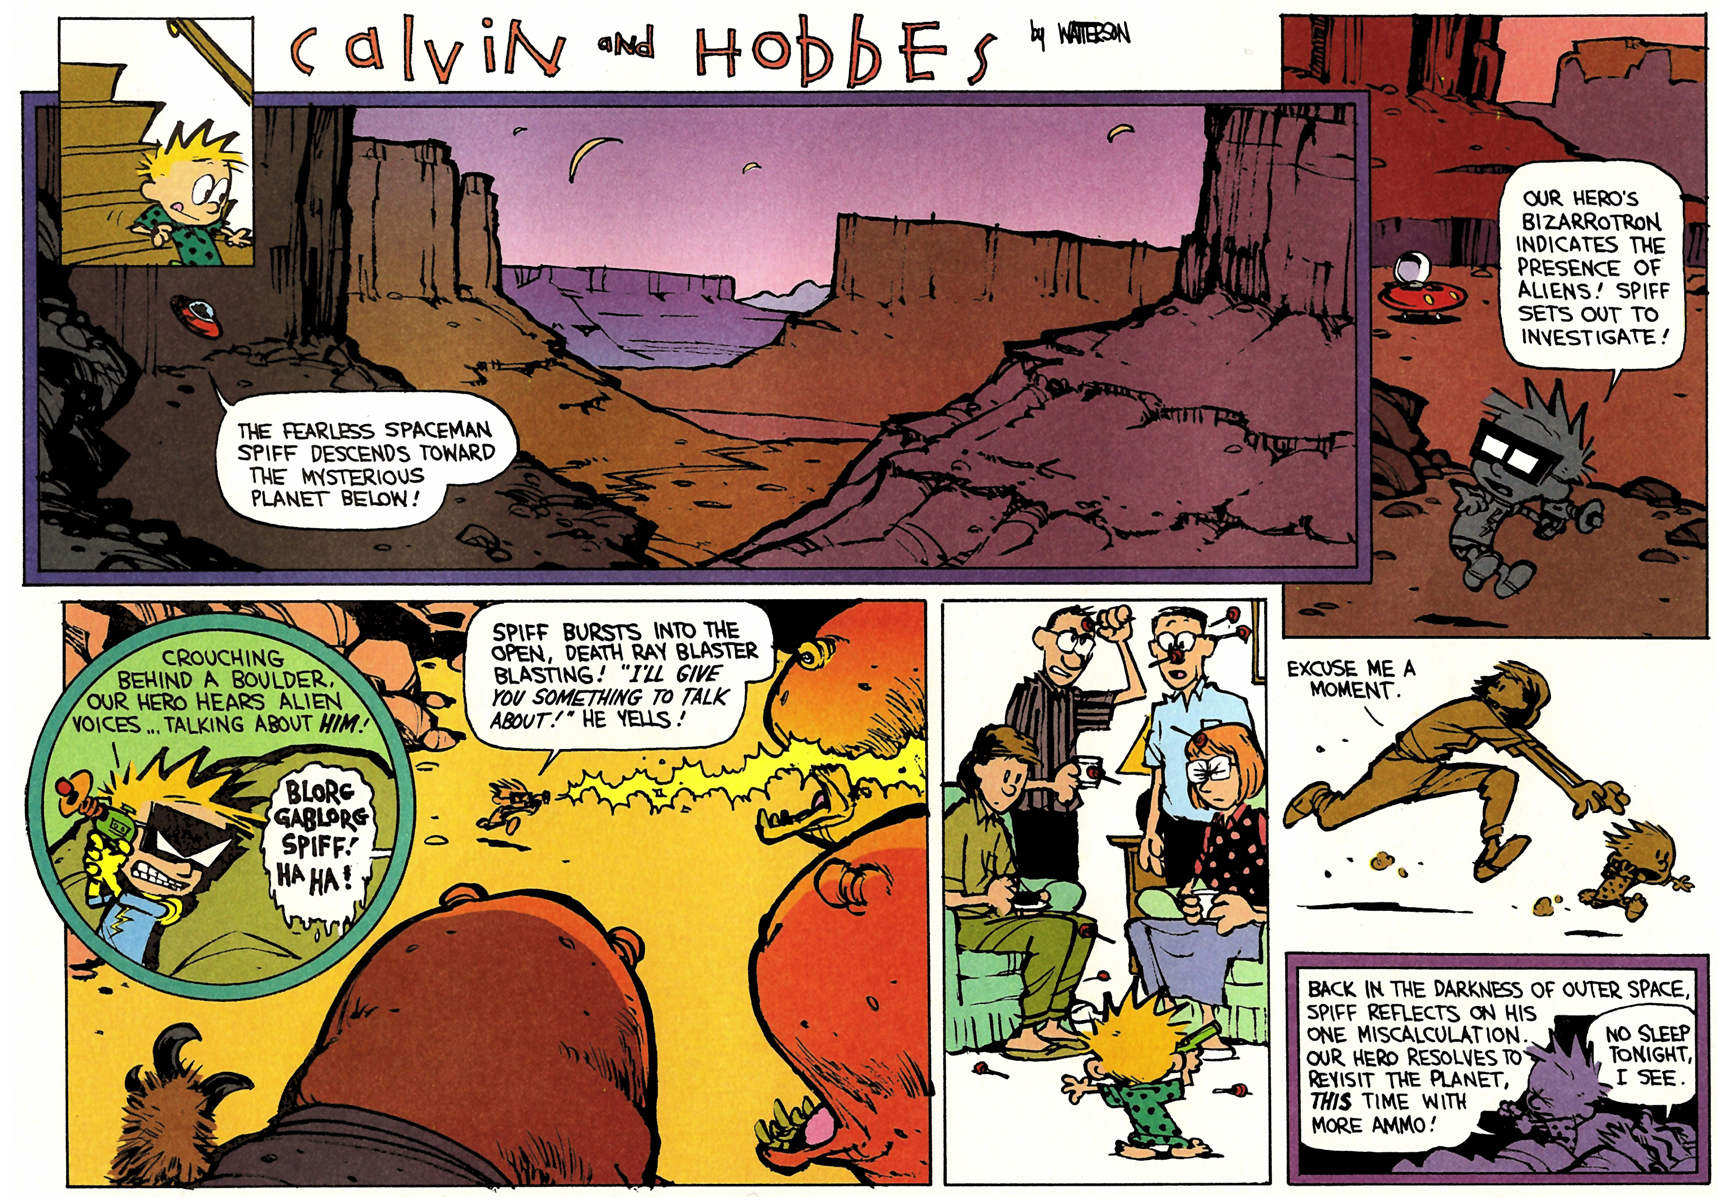 CALVIN AND HOBBES
by WATTERSON
THE FEARLESS SPACEMAN
SPIFF DESCENDS TOWARD
THE MYSTERIOUS
PLANET BELOW!
OUR HERO'S
BIZARROTRON
INDICATES THE
PRESENCE OF
ALIENS! SPIFF
SETS OUT TO
INVESTIGATE!
CROUCHING
BEHIND A BOULDER,
OUR HERO HEARS ALIEN
VOICES... TALKING ABOUT HIM!
BLORG
GABLORG
SPIFF!
HA HA!
SPIFF BURSTS INTO THE
OPEN, DEATH RAY BLASTER
BLASTING! "I'LL GIVE
YOU SOMETHING TO TALK
ABOUT!" HE YELLS!
EXCUSE ME A
MOMENT.
BACK IN THE DARKNESS OF OUTER SPACE,
SPIFF REFLECTS ON HIS
ONE MISCALCULATION.
OUR HERO RESOLVES TO
REVISIT THE PLANET,
THIS TIME WITH
MORE AMMO!
NO SLEEP
TONIGHT,
I SEE.